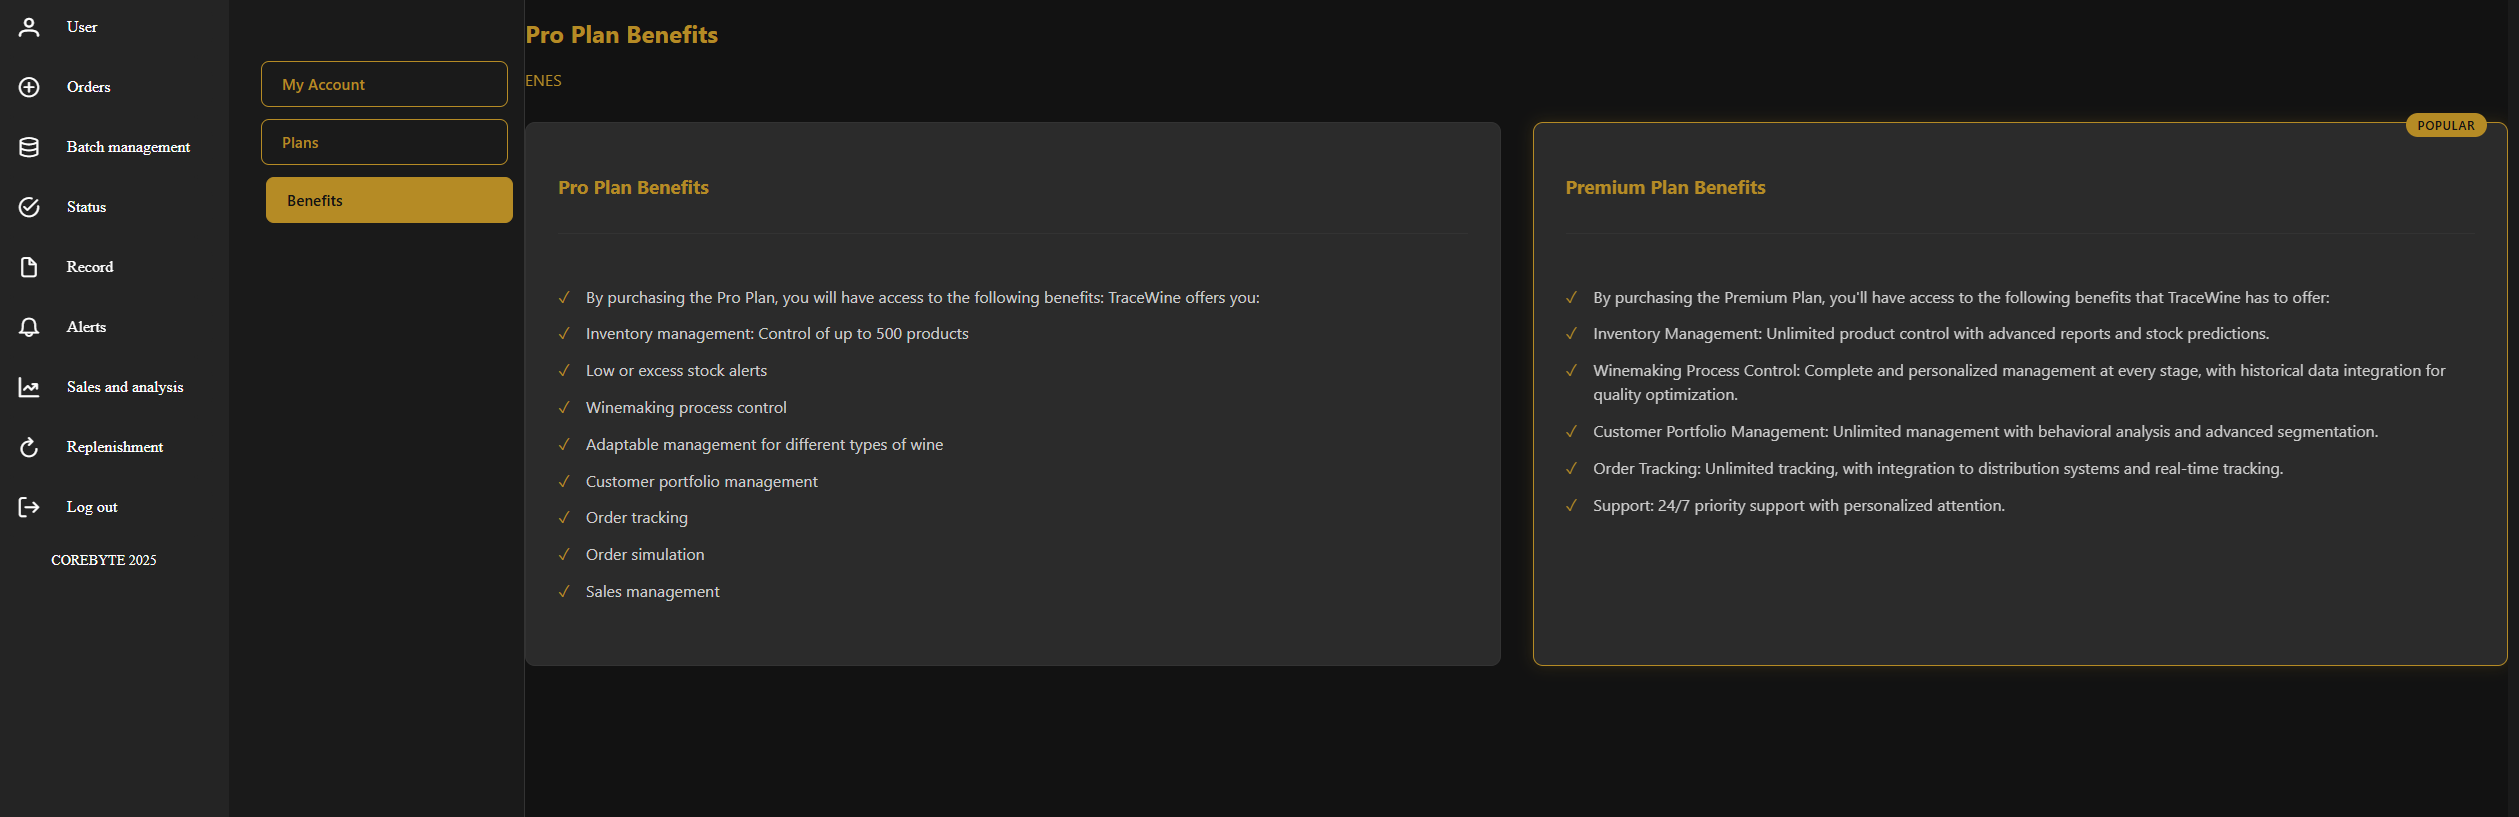 User
Orders
Batch management
Status
Record
Alerts
Sales and analysis
Replenishment
Log out
COREBYTE 2025
My Account
Plans
Benefits
Pro Plan Benefits
ENES
Pro Plan Benefits
✓ By purchasing the Pro Plan, you will have access to the following benefits: TraceWine offers you:
✓ Inventory management: Control of up to 500 products
✓ Low or excess stock alerts
✓ Winemaking process control
✓ Adaptable management for different types of wine
✓ Customer portfolio management
✓ Order tracking
✓ Order simulation
✓ Sales management
POPULAR
Premium Plan Benefits
✓ By purchasing the Premium Plan, you'll have access to the following benefits that TraceWine has to offer:
✓ Inventory Management: Unlimited product control with advanced reports and stock predictions.
✓ Winemaking Process Control: Complete and personalized management at every stage, with historical data integration for
quality optimization.
✓ Customer Portfolio Management: Unlimited management with behavioral analysis and advanced segmentation.
✓ Order Tracking: Unlimited tracking, with integration to distribution systems and real-time tracking.
✓ Support: 24/7 priority support with personalized attention.